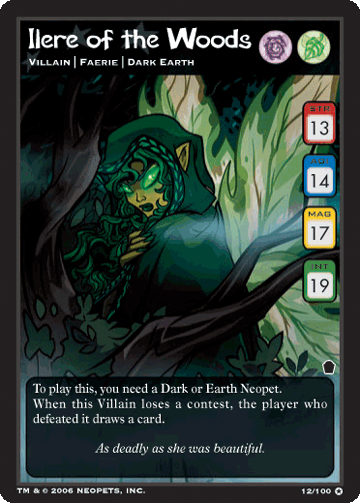 Ilere of the Woods
VILLAIN | FAERIE | DARK EARTH
STR
13
AGI
14
MAG
17
INT
19
To play this, you need a Dark or Earth Neopet.
When this Villain loses a contest, the player who
defeated it draws a card.
As deadly as she was beautiful.
TM & © 2006 NEOPETS, INC.
12/100